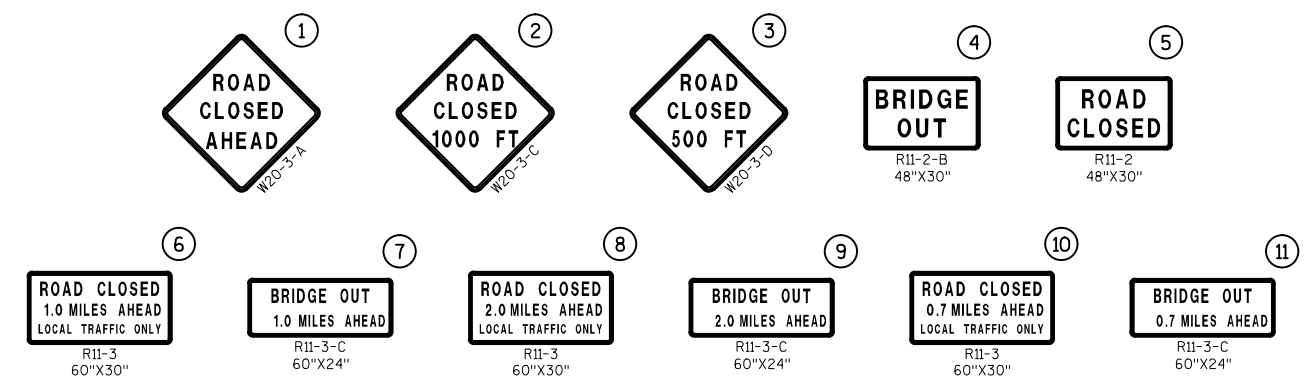 1
ROAD
CLOSED
AHEAD
W20-3-A
2
ROAD
CLOSED
1000 FT
W20-3-C
3
ROAD
CLOSED
500 FT
W20-3-D
4
BRIDGE
OUT
R11-2-B
48"X30"
5
ROAD
CLOSED
R11-2
48"X30"
6
ROAD CLOSED
1.0 MILES AHEAD
LOCAL TRAFFIC ONLY
R11-3
60"X30"
7
BRIDGE OUT
1.0 MILES AHEAD
R11-3-C
60"X24"
8
ROAD CLOSED
2.0 MILES AHEAD
LOCAL TRAFFIC ONLY
R11-3
60"X30"
9
BRIDGE OUT
2.0 MILES AHEAD
R11-3-C
60"X24"
10
ROAD CLOSED
0.7 MILES AHEAD
LOCAL TRAFFIC ONLY
R11-3
60"X30"
11
BRIDGE OUT
0.7 MILES AHEAD
R11-3-C
60"X24"